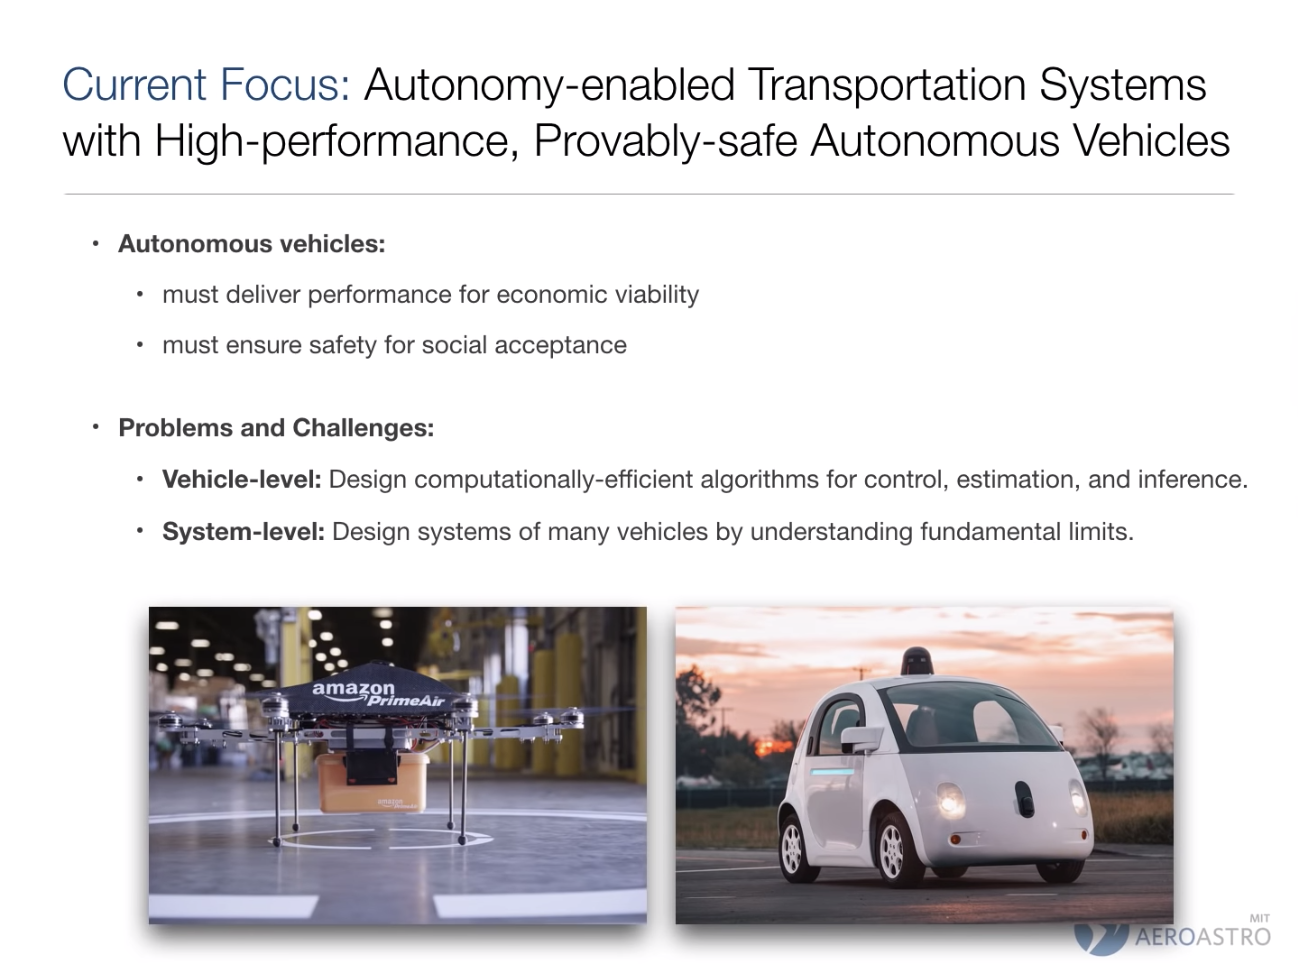 Current Focus: Autonomy-enabled Transportation Systems
with High-performance, Provably-safe Autonomous Vehicles
• Autonomous vehicles:
• must deliver performance for economic viability
• must ensure safety for social acceptance
• Problems and Challenges:
• Vehicle-level: Design computationally-efficient algorithms for control, estimation, and inference.
• System-level: Design systems of many vehicles by understanding fundamental limits.
amazon
PrimeAir
amazon
MIT
AEROASTRO